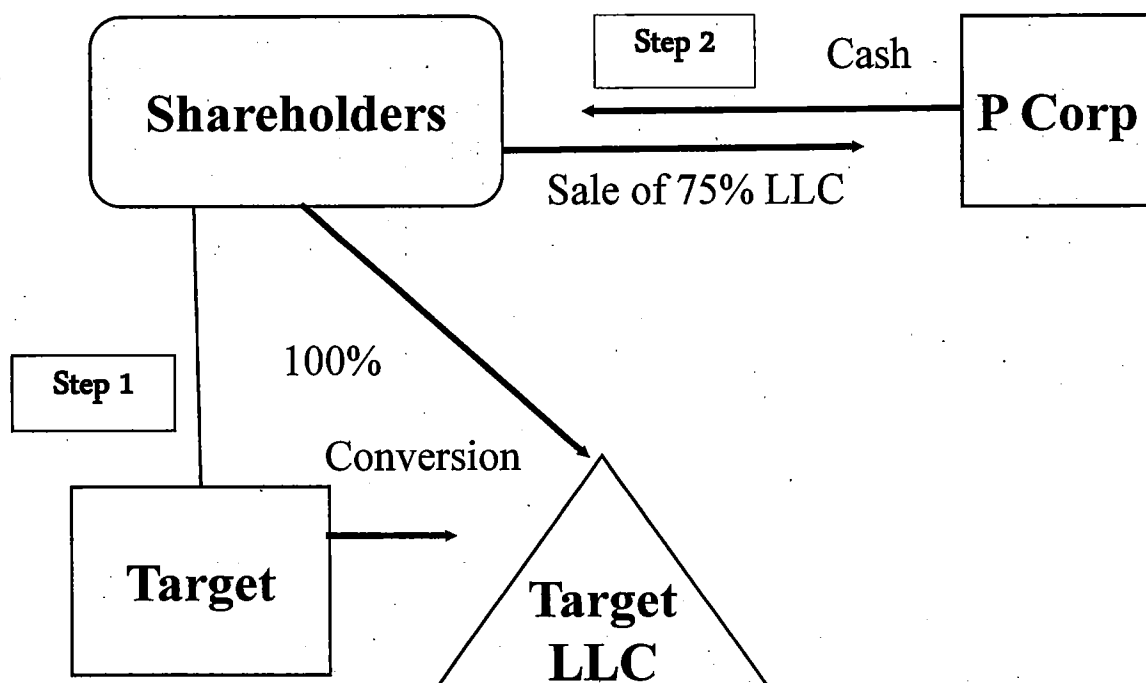 Step 2
Cash
Shareholders
P Corp
Sale of 75% LLC
100%
Step 1
Conversion
Target
Target
LLC